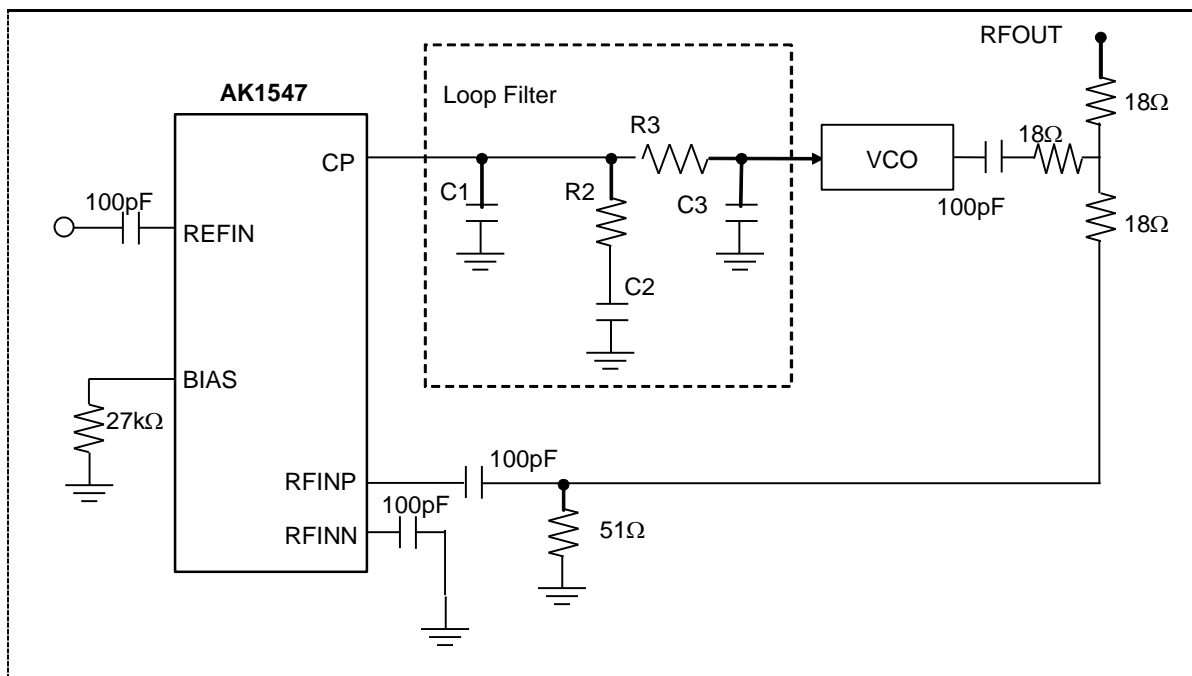 RFOUT
AK1547
Loop Filter
18Ω
R3
18Ω
CP
VCO
C1
R2
C3
100pF
100pF
18Ω
REFIN
C2
BIAS
27kΩ
100pF
RFINP
100pF
RFINN
51Ω